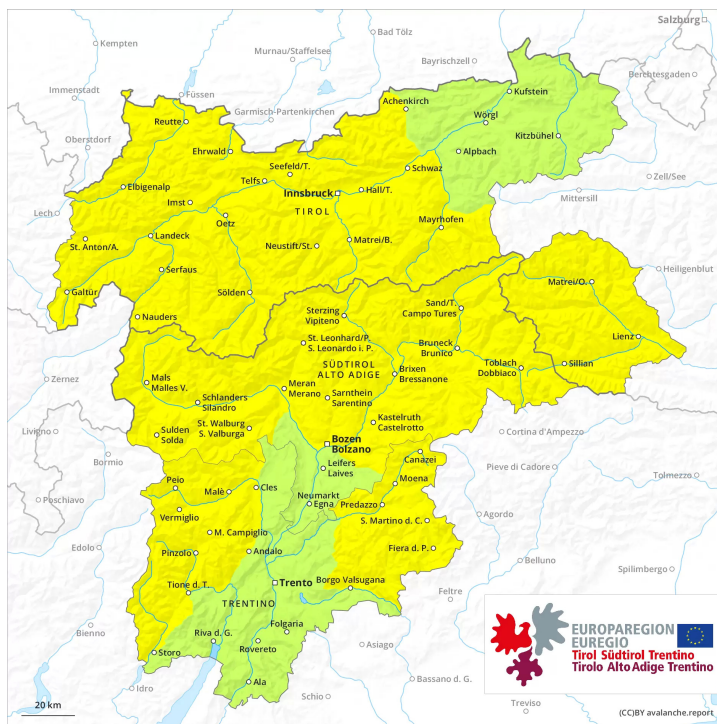 Salzburg
Kempten
Bad Tölz
Murnau/Staffelsee
Bayrischzell
Berchtesgaden
Immenstadt
Füssen
Garmisch-Partenkirchen
Kufstein
Achenkirch
Wörgl
Reutte
Oberstdorf
Ehrwald
Kitzbühel
Alpbach
Seefeld/T.
Schwaz
Zell/See
Telfs
Elbigenalp
Innsbruck
Hall/T.
Mittersill
Imst
TIROL
Lech
Oetz
Mayrhofen
St. Anton/A.
Landeck
Neustift/St.
Matrei/B.
Serfaus
Heiligenblut
Matrei/O.
Galtür
Sölden
Nauders
Sterzing
Vipiteno
Sand/T.
Campo Tures
Lienz
St. Leonhard/P.
S. Leonardo i. P.
Bruneck
Brunico
Sillian
Toblach
Dobbiaco
SÜDTIROL
ALTO ADIGE
Brixen
Bressanone
Mals
Malles V.
Meran
Merano
Zernez
Schlanders
Silandro
Sarnthein
Sarentino
St. Walburg
S. Valburga
Kastelruth
Castelrotto
Sulden
Solda
Livigno
Cortina d'Ampezzo
Bozen
Bolzano
Bormio
Canazei
Pieve di Cadore
Leifers
Laives
Tolmezzo
Peio
Moena
Malè
Cles
Poschiavo
Neumarkt
Egna
Predazzo
Vermiglio
Agordo
S. Martino d. C.
M. Campiglio
Edolo
Pinzolo
Andalo
Fiera d. P.
Belluno
Spilimbergo
Tione d. T.
Trento
Borgo Valsugana
Feltre
TRENTINO
Bienno
Riva d. G.
Folgaria
Storo
Rovereto
Asiago
Idro
Ala
Schio
Bassano d. G.
Treviso
EUROPAREGION
EUREGIO
Tirol Südtirol Trentino
Tirolo Alto Adige Trentino
20 km
(CC)BY avalanche.report